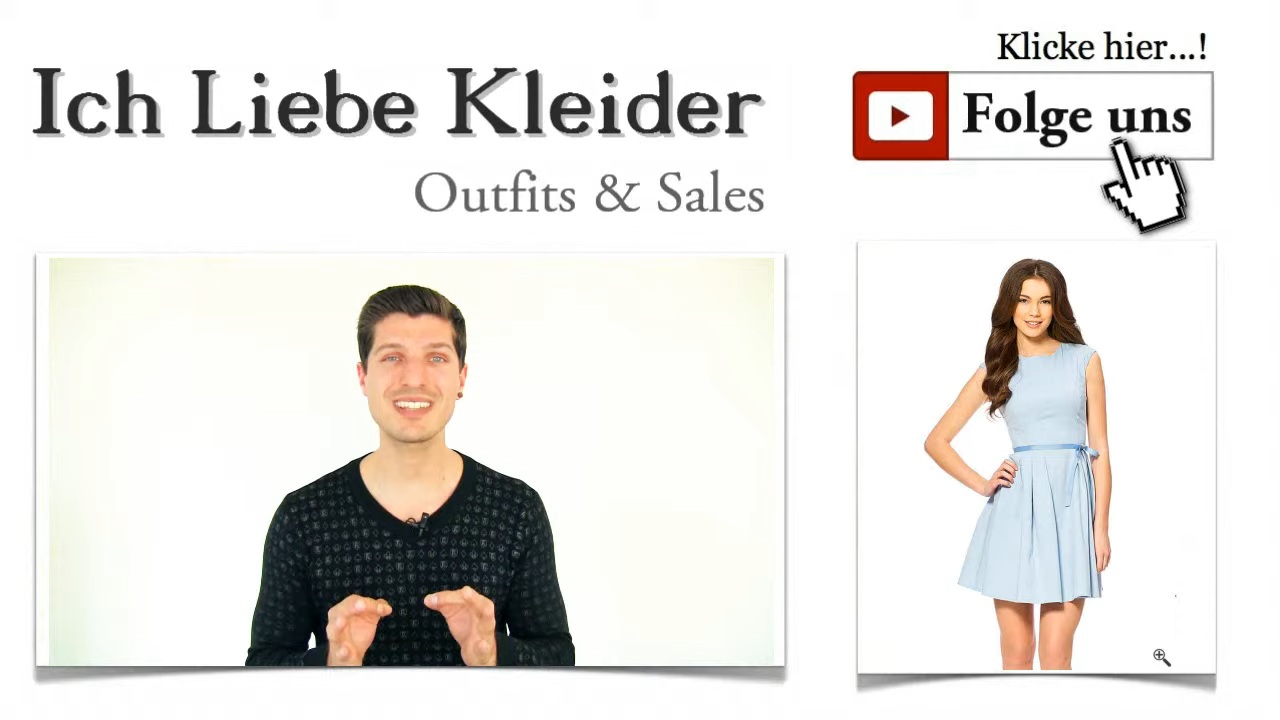 Ich Liebe Kleider
Outfits & Sales
Klicke hier...!
Folge uns